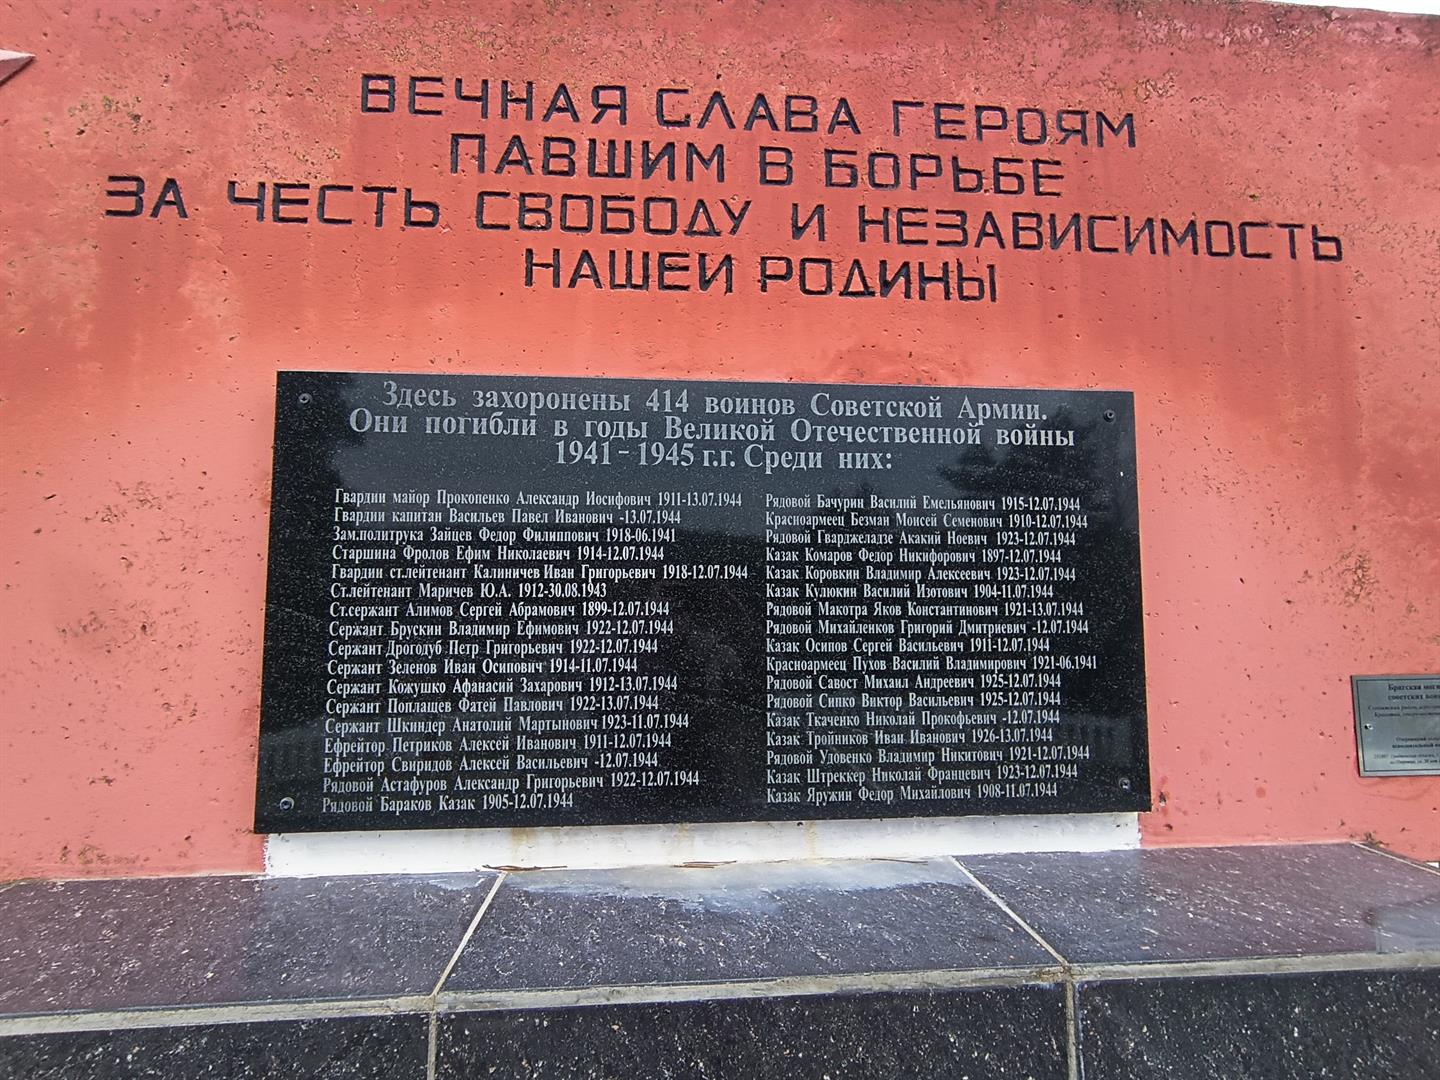 ВЕЧНАЯ СЛАВА ГЕРОЯМ
ПАВШИМ В БОРЬБЕ
ЗА ЧЕСТЬ СВОБОДУ И НЕЗАВИСИМОСТЬ
НАШЕЙ РОДИНЫ
Здесь захоронены 414 воинов Советской Армии.
Они погибли в годы Великой Отечественной войны
1941-1945 г.г. Среди них:
Гвардии майор Прокопенко Александр Иосифович 1911-13.07.1944
Гвардии капитан Васильев Павел Иванович -13.07.1944
Зам.политрука Зайцев Федор Филиппович 1918-06.1941
Старшина Фролов Ефим Николаевич 1914-12.07.1944
Гвардии ст.лейтенант Калиничев Иван Григорьевич 1918-12.07.1944
Ст.лейтенант Маричев Ю.А. 1912-30.08.1943
Ст.сержант Алимов Сергей Абрамович 1899-12.07.1944
Сержант Брускин Владимир Ефимович 1922-12.07.1944
Сержант Дрогодуб Петр Григорьевич 1922-12.07.1944
Сержант Зеленов Иван Осипович 1914-11.07.1944
Сержант Кожушко Афанасий Захарович 1912-13.07.1944
Сержант Поплащев Фатей Павлович 1922-13.07.1944
Сержант Шкиндер Анатолий Мартынович 1923-11.07.1944
Ефрейтор Петриков Алексей Иванович 1911-12.07.1944
Ефрейтор Свиридов Алексей Васильевич -12.07.1944
Рядовой Астафуров Александр Григорьевич 1922-12.07.1944
Рядовой Бараков Казак 1905-12.07.1944
Рядовой Бачурин Василий Емельянович 1915-12.07.1944
Красноармеец Безман Моисей Семенович 1910-12.07.1944
Рядовой Гварджеладзе Акакий Ноевич 1923-12.07.1944
Казак Комаров Федор Никифорович 1897-12.07.1944
Казак Коровкин Владимир Алексеевич 1923-12.07.1944
Казак Кулюкин Василий Изотович 1904-11.07.1944
Рядовой Макотра Яков Константинович 1921-13.07.1944
Рядовой Михайленков Григорий Дмитриевич -12.07.1944
Казак Осипов Сергей Васильевич 1911-12.07.1944
Красноармеец Пухов Василий Владимирович 1921-06.1941
Рядовой Савост Михаил Андреевич 1925-12.07.1944
Рядовой Сипко Виктор Васильевич 1925-12.07.1944
Казак Ткаченко Николай Прокофьевич -12.07.1944
Казак Тройников Иван Иванович 1926-13.07.1944
Рядовой Удовенко Владимир Никитович 1921-12.07.1944
Казак Штреккер Николай Францевич 1923-12.07.1944
Казак Яружин Федор Михайлович 1908-11.07.1944
Братская
советских